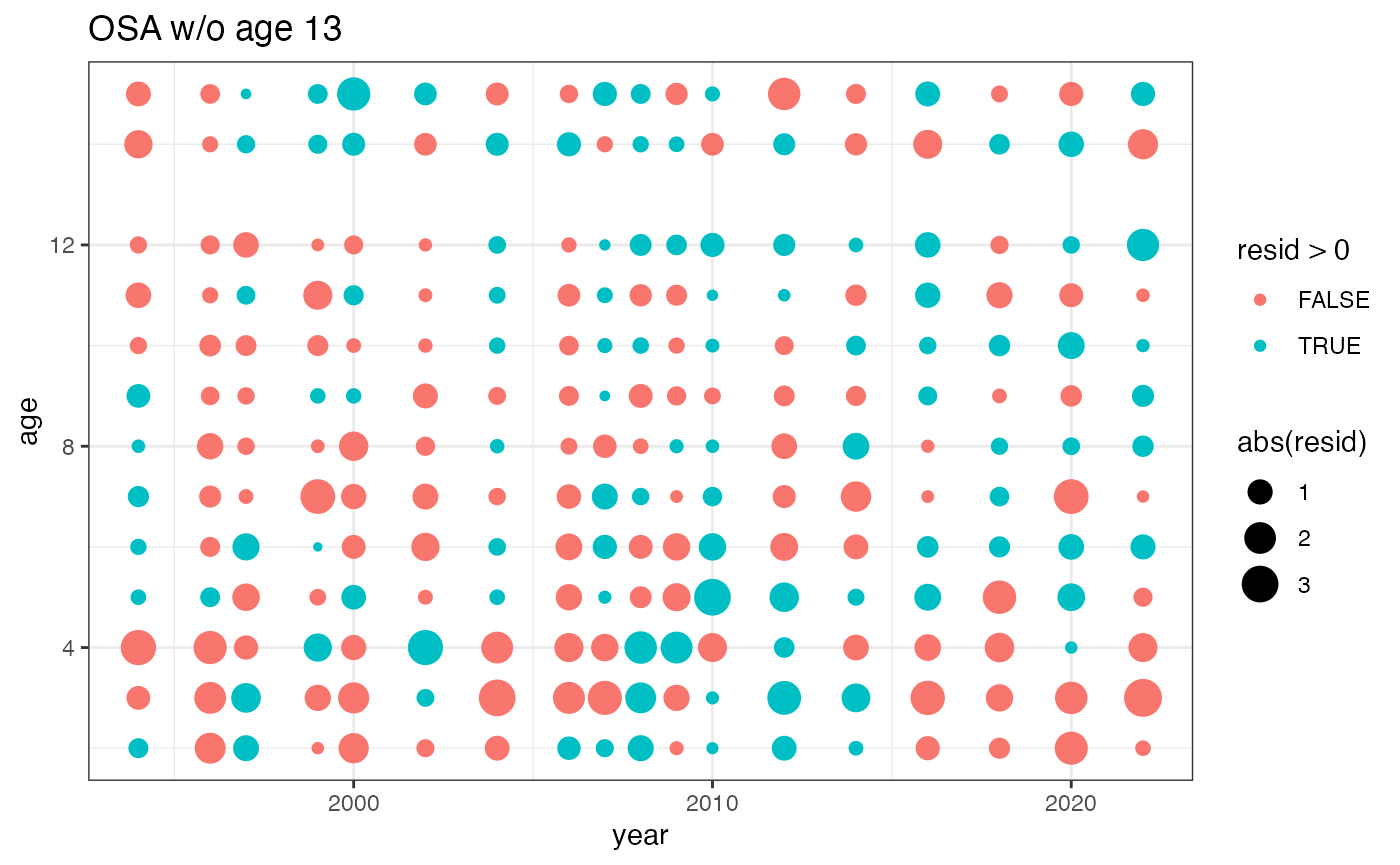 OSA w/o age 13
age
12
8
4
2000
2010
2020
year
resid > 0
FALSE
TRUE
abs(resid)
1
2
3